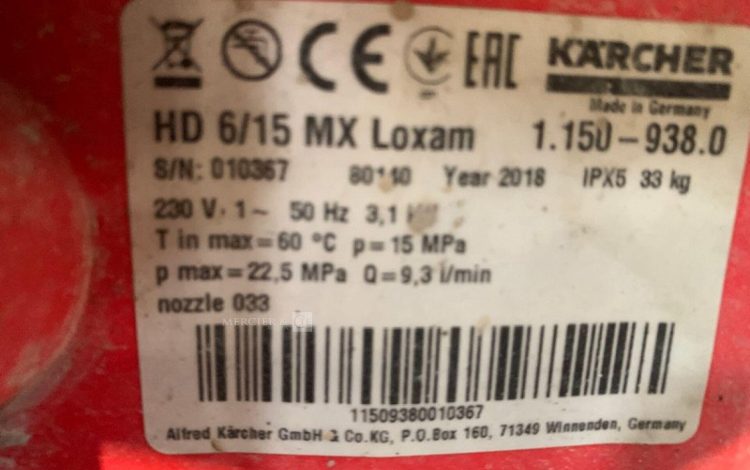 EAC KÄRCHER
Made in Germany
HD 6/15 MX Loxam 1.150-938.0
S/N: 010367 80110 Year 2018 IPX5 33 kg
230 V· 1~ 50 Hz 3,1
T in max=60 °C p=15 MPa
p max=22,5 MPa Q=9,3 l/min
nozzle 033
MERCIER &
11509380010367
Alfred Kärcher GmbH & Co.KG, P.O.Box 160, 71349 Winnenden, Germany